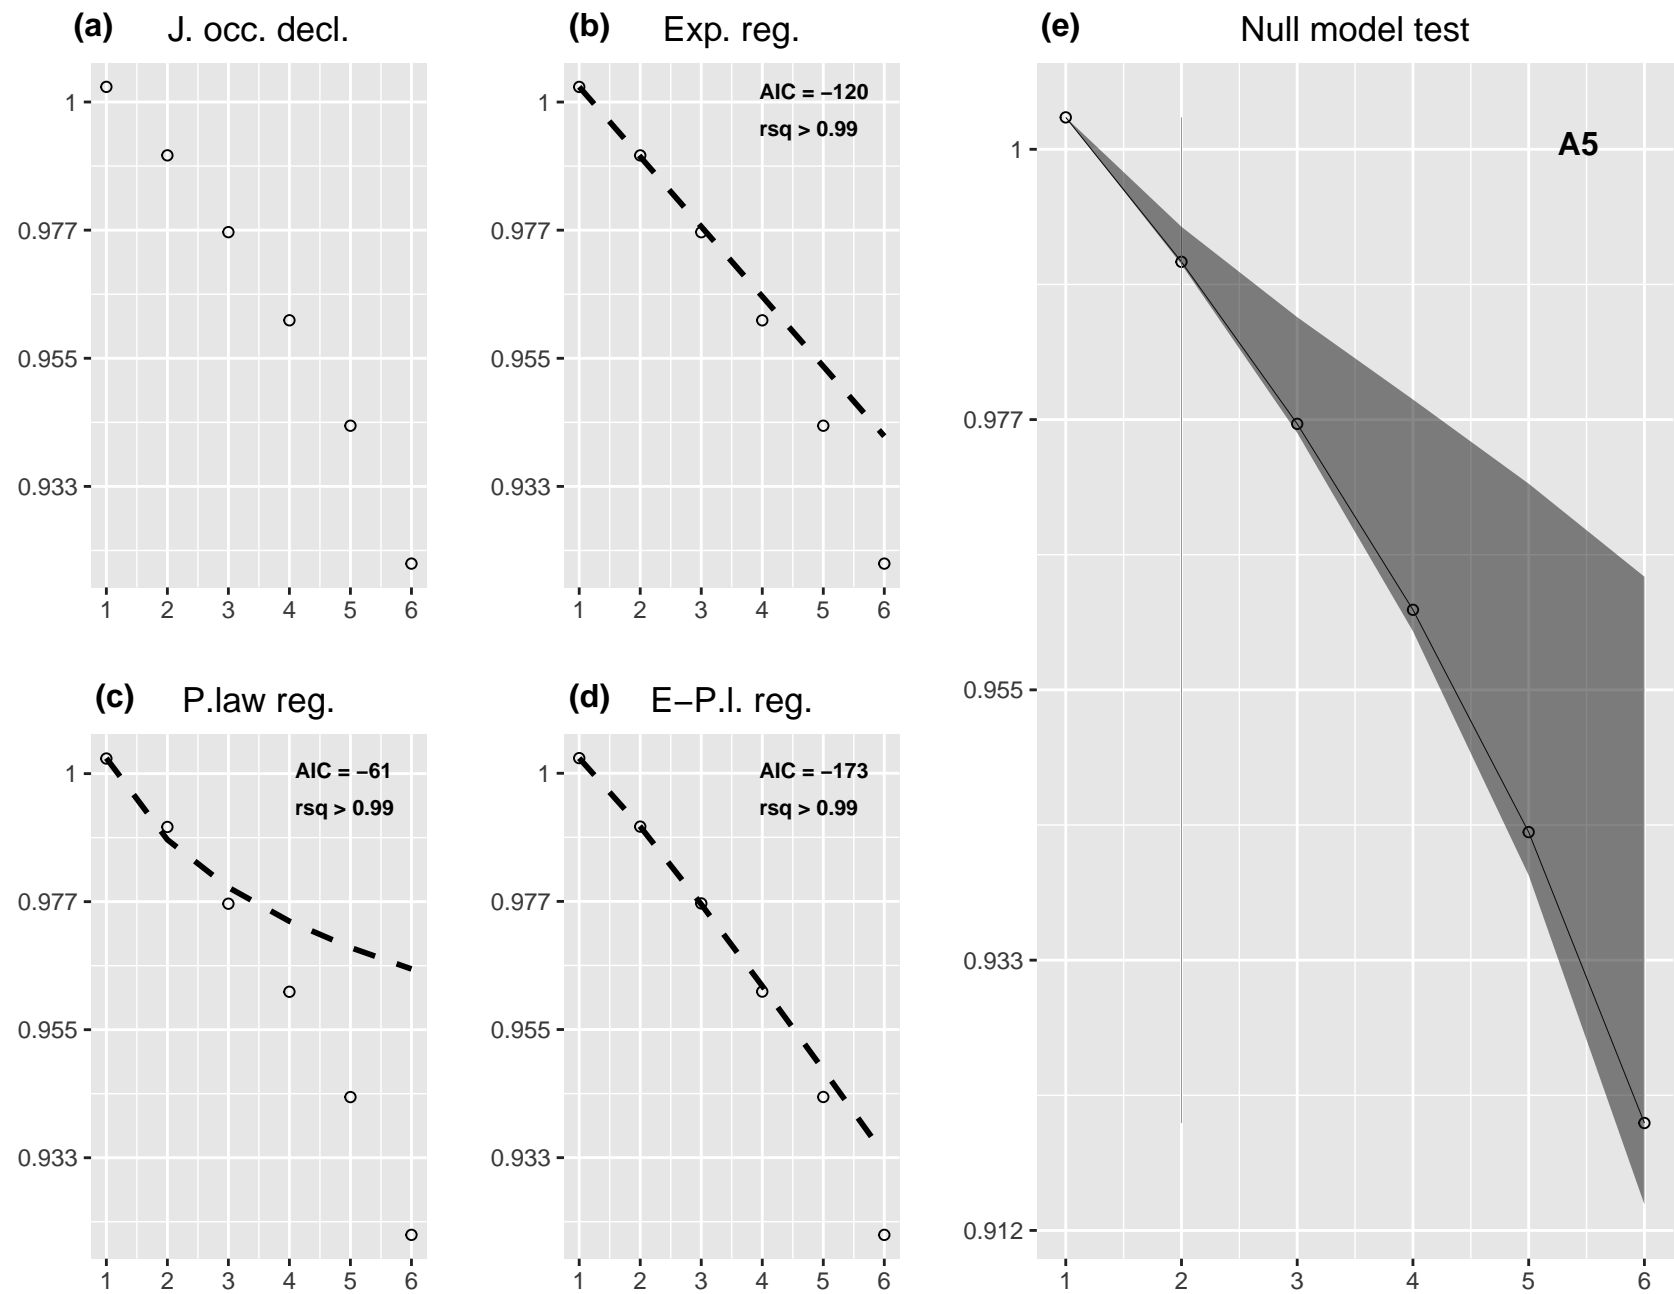 (a) J. occ. decl.
1
0.977
0.955
0.933
1 2 3 4 5 6
(b) Exp. reg.
AIC = −120
rsq > 0.99
1
0.977
0.955
0.933
1 2 3 4 5 6
(c) P.law reg.
AIC = −61
rsq > 0.99
1
0.977
0.955
0.933
1 2 3 4 5 6
(d) E−P.l. reg.
AIC = −173
rsq > 0.99
1
0.977
0.955
0.933
1 2 3 4 5 6
(e) Null model test
A5
1
0.977
0.955
0.933
0.912
1 2 3 4 5 6